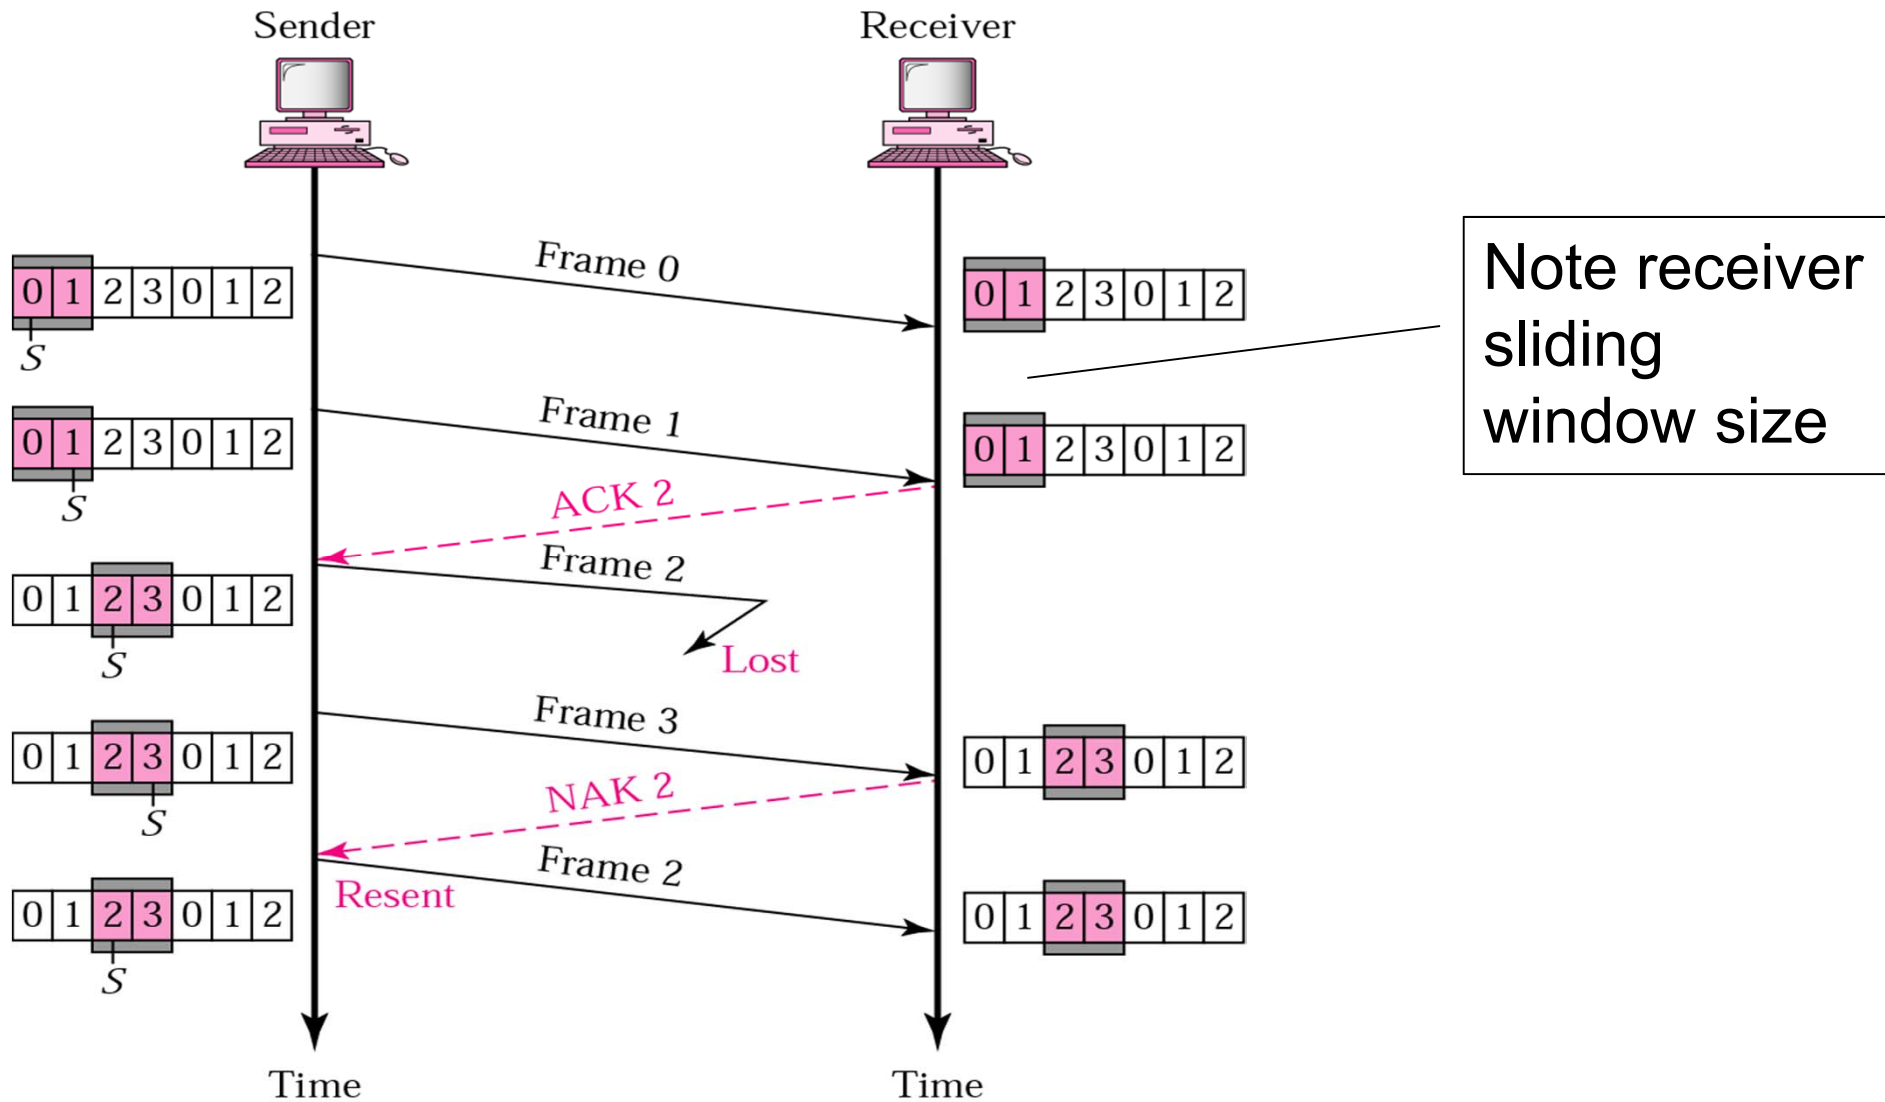 Sender
Receiver
Frame 0
0 1 2 3 0 1 2
0 1 2 3 0 1 2
S
Note receiver
sliding
window size
Frame 1
0 1 2 3 0 1 2
0 1 2 3 0 1 2
S
ACK 2
Frame 2
0 1 2 3 0 1 2
S
Lost
Frame 3
0 1 2 3 0 1 2
0 1 2 3 0 1 2
S
NAK 2
Frame 2
Resent
0 1 2 3 0 1 2
0 1 2 3 0 1 2
S
Time
Time